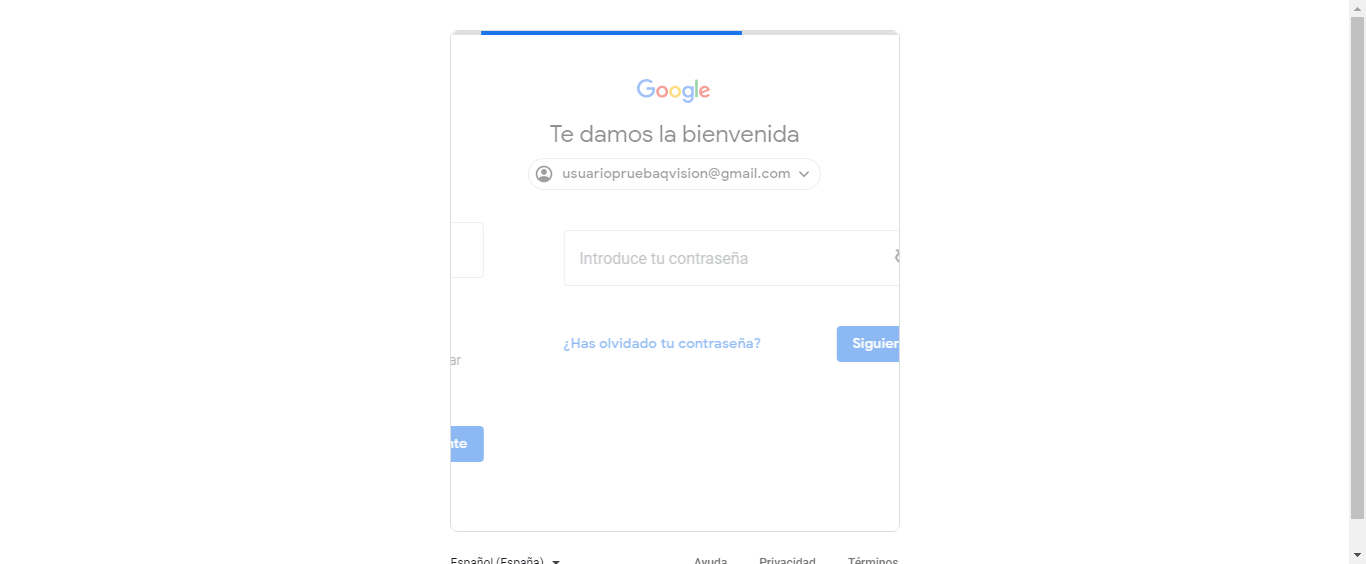 Google
Te damos la bienvenida
usuariopruebaqvision@gmail.com
Introduce tu contraseña
¿Has olvidado tu contraseña?
Siguien
ar
nte
Español (España)
Ayuda Privacidad Términos